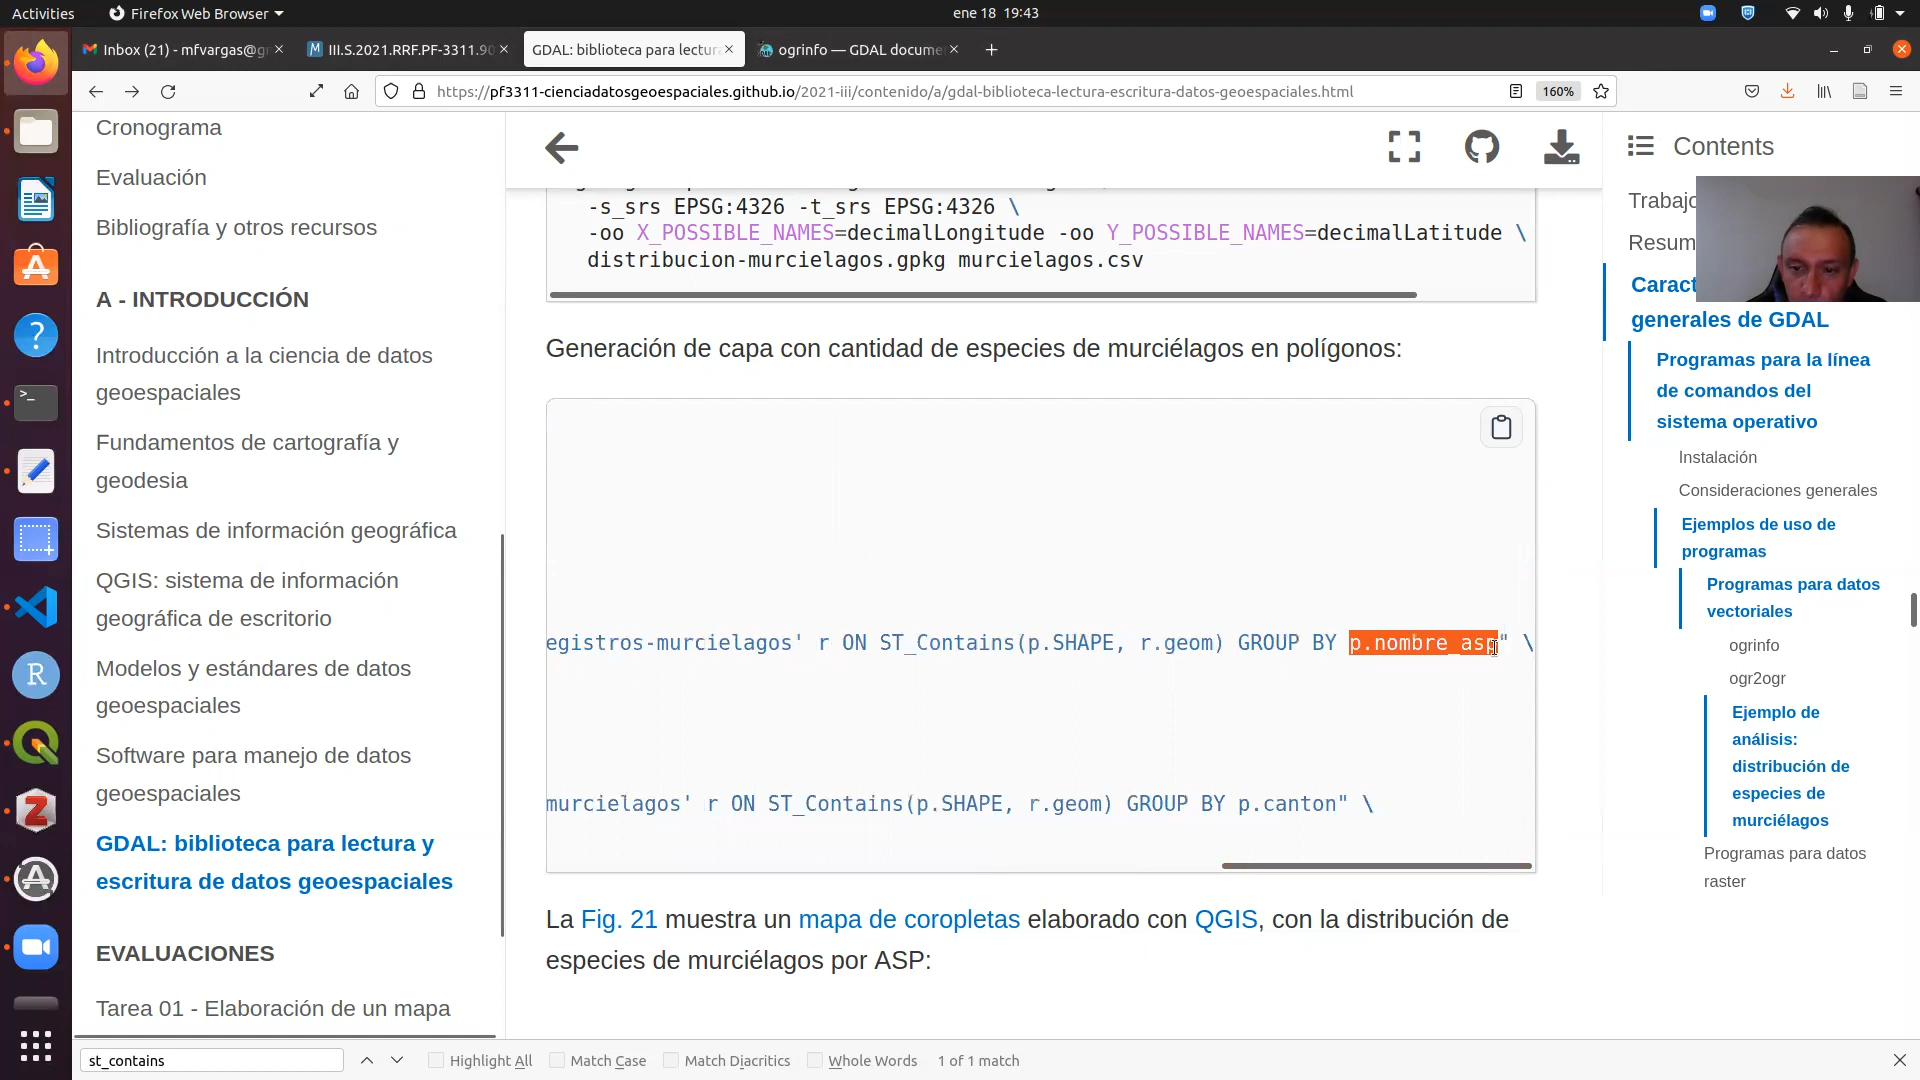 Activities
Firefox Web Browser
ene 18 19:43
Inbox (21) - mfvargas@g
III.S.2021.RRF.PF-3311.90
GDAL: biblioteca para lectura
ogrinfo — GDAL docume
https://pf3311-cienciadatosgeoespaciales.github.io/2021-iii/contenido/a/gdal-biblioteca-lectura-escritura-datos-geoespaciales.html
160%
Cronograma
Evaluación
Bibliografía y otros recursos
A - INTRODUCCIÓN
Introducción a la ciencia de datos
geoespaciales
Fundamentos de cartografía y
geodesia
Sistemas de información geográfica
QGIS: sistema de información
geográfica de escritorio
Modelos y estándares de datos
geoespaciales
Software para manejo de datos
geoespaciales
GDAL: biblioteca para lectura y
escritura de datos geoespaciales
EVALUACIONES
Tarea 01 - Elaboración de un mapa
-s_srs EPSG:4326 -t_srs EPSG:4326 \
-oo X_POSSIBLE_NAMES=decimalLongitude -oo Y_POSSIBLE_NAMES=decimalLatitude \
distribucion-murcielagos.gpkg murcielagos.csv
Generación de capa con cantidad de especies de murciélagos en polígonos:
egistros-murcielagos' r ON ST_Contains(p.SHAPE, r.geom) GROUP BY p.nombre_asp" \
murcielagos' r ON ST_Contains(p.SHAPE, r.geom) GROUP BY p.canton" \
La Fig. 21 muestra un mapa de coropletas elaborado con QGIS, con la distribución de
especies de murciélagos por ASP:
Contents
Trabajo
Resum
Caract
generales de GDAL
Programas para la línea
de comandos del
sistema operativo
Instalación
Consideraciones generales
Ejemplos de uso de
programas
Programas para datos
vectoriales
ogrinfo
ogr2ogr
Ejemplo de
análisis:
distribución de
especies de
murciélagos
Programas para datos
raster
st_contains
Highlight All
Match Case
Match Diacritics
Whole Words
1 of 1 match